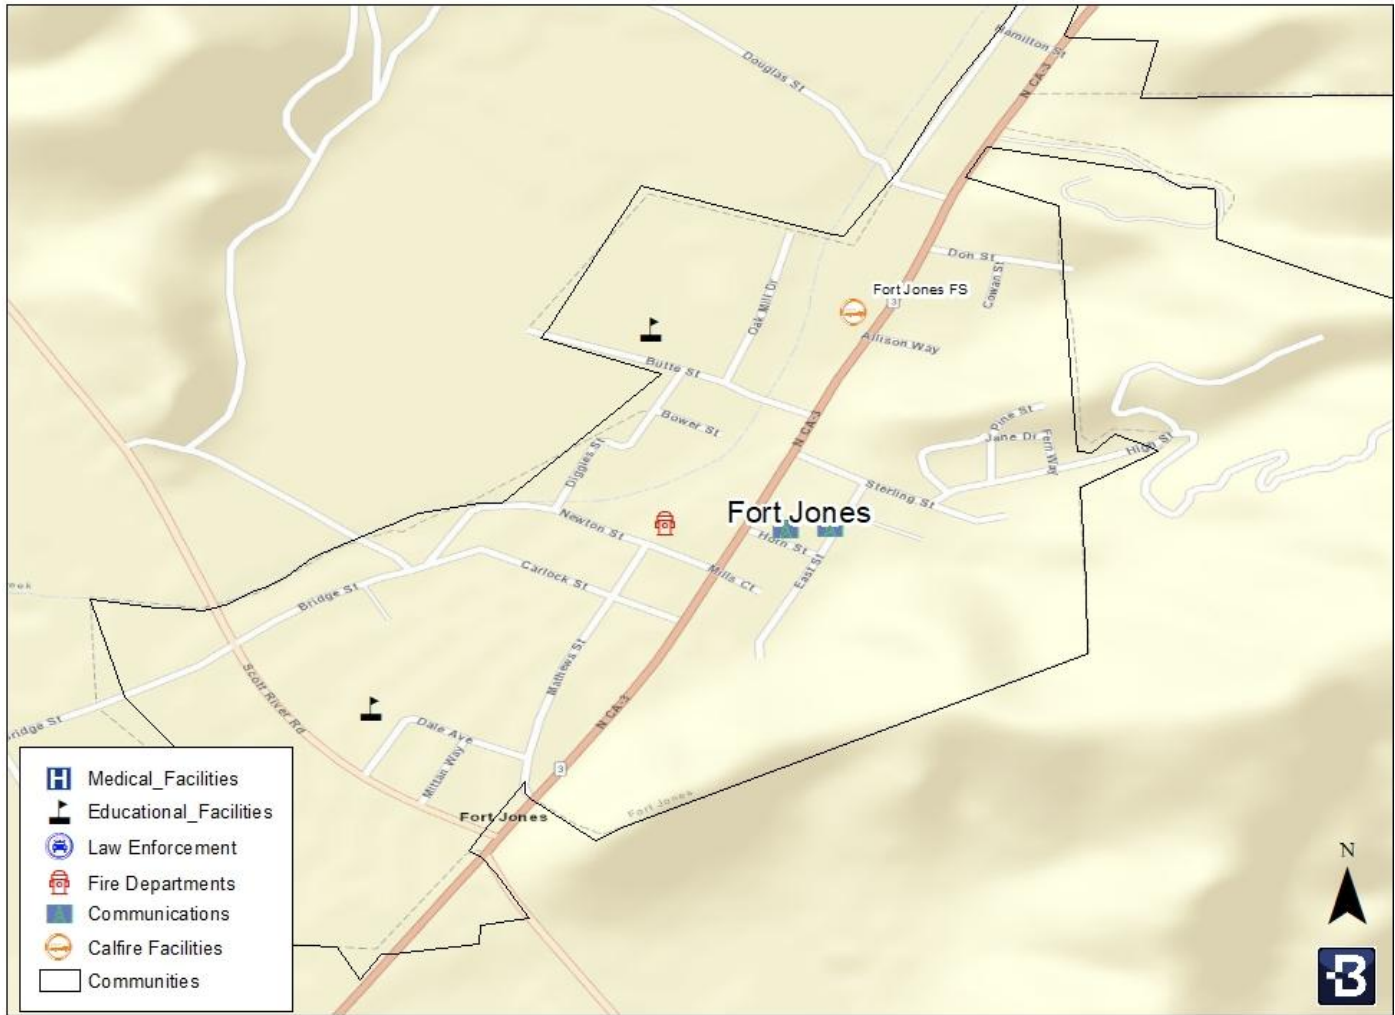 Hamilton St
Douglas St
N CA-3
Don St
Cowan St
Fort Jones FS
3
Oak Mill Dr
Allison Way
Butte St
Bower St
N CA-3
Pine St
Jane Dr
Fern Way
High St
Diggles St
Sterling St
Fort Jones
Newton St
Horn St
East St
Mills Ct
Carlock St
Bridge St
Mathews St
Scott River Rd
N CA-3
Bridge St
Dale Ave
Mittan Way
3
Fort Jones
Fort Jones
H Medical_Facilities
Educational_Facilities
Law Enforcement
Fire Departments
Communications
Calfire Facilities
Communities
N
B